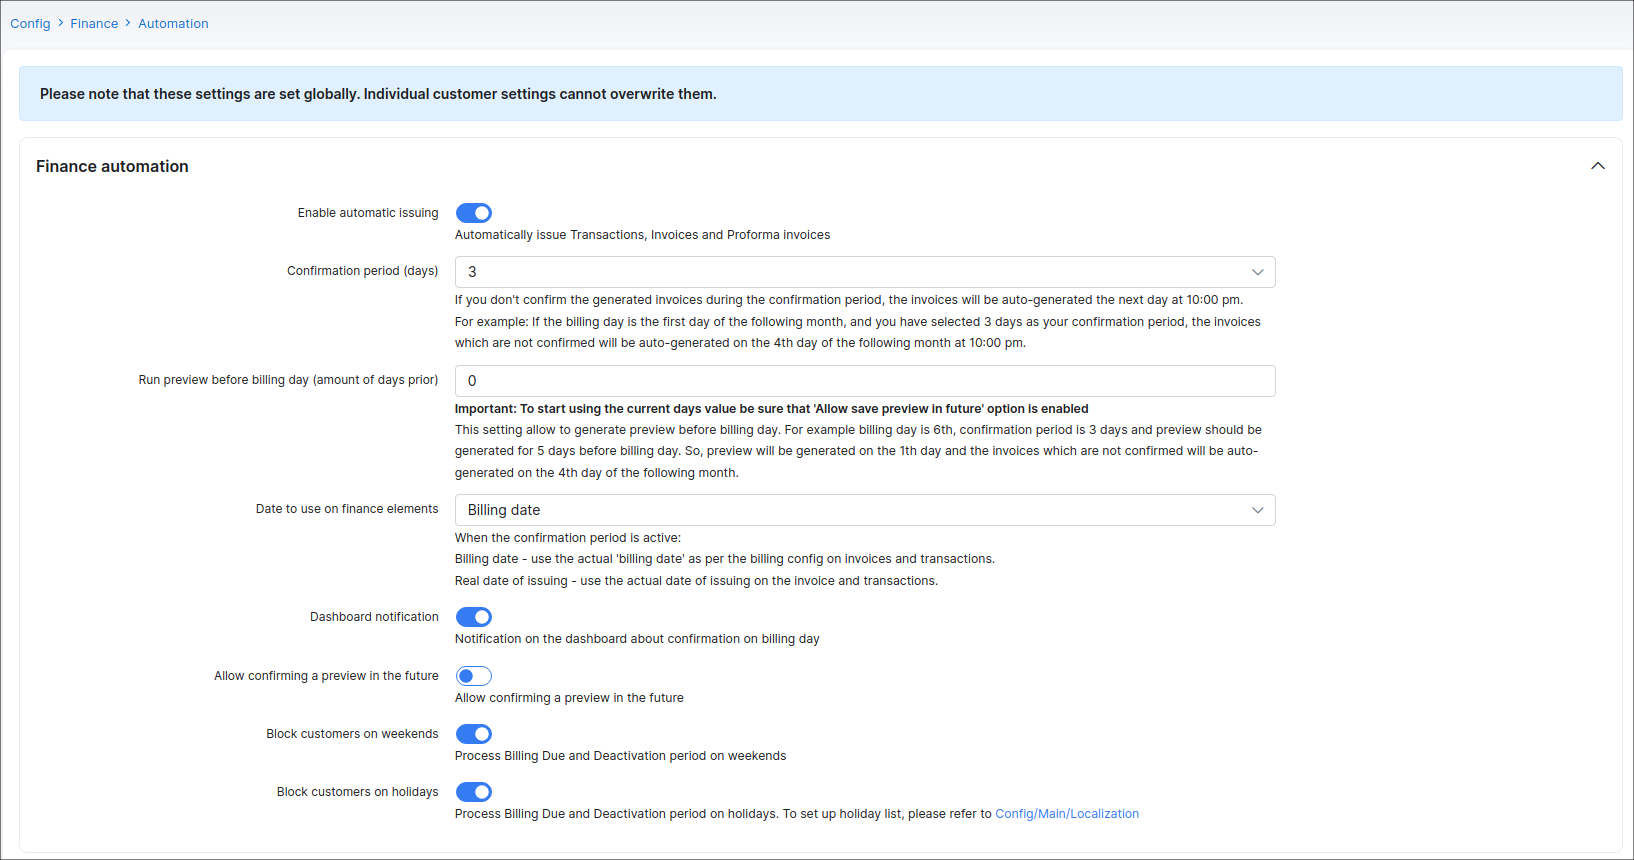 Config > Finance > Automation
Please note that these settings are set globally. Individual customer settings cannot overwrite them.
Finance automation
Enable automatic issuing
Automatically issue Transactions, Invoices and Proforma invoices
Confirmation period (days)
3
If you don't confirm the generated invoices during the confirmation period, the invoices will be auto-generated the next day at 10:00 pm.
For example: If the billing day is the first day of the following month, and you have selected 3 days as your confirmation period, the invoices
which are not confirmed will be auto-generated on the 4th day of the following month at 10:00 pm.
Run preview before billing day (amount of days prior)
0
Important: To start using the current days value be sure that 'Allow save preview in future' option is enabled
This setting allow to generate preview before billing day. For example billing day is 6th, confirmation period is 3 days and preview should be
generated for 5 days before billing day. So, preview will be generated on the 1th day and the invoices which are not confirmed will be auto-
generated on the 4th day of the following month.
Date to use on finance elements
Billing date
When the confirmation period is active:
Billing date - use the actual 'billing date' as per the billing config on invoices and transactions.
Real date of issuing - use the actual date of issuing on the invoice and transactions.
Dashboard notification
Notification on the dashboard about confirmation on billing day
Allow confirming a preview in the future
Allow confirming a preview in the future
Block customers on weekends
Process Billing Due and Deactivation period on weekends
Block customers on holidays
Process Billing Due and Deactivation period on holidays. To set up holiday list, please refer to Config/Main/Localization